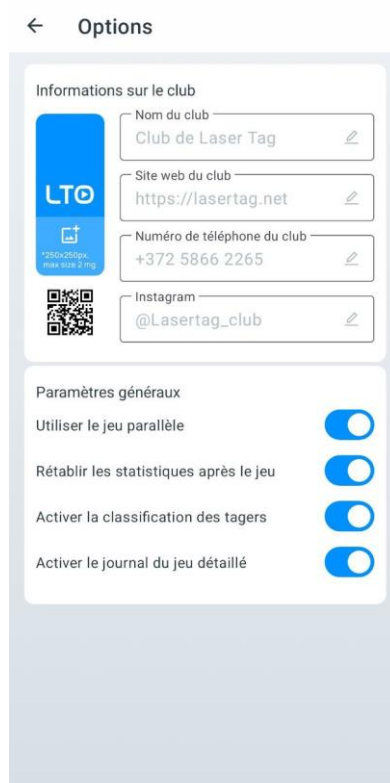 Options
Informations sur le club
Nom du club
Club de Laser Tag
Site web du club
https://lasertag.net
LTO
Numéro de téléphone du club
+372 5866 2265
*250x250px,
max size 2 mg
Instagram
@Lasertag_club
Paramètres généraux
Utiliser le jeu parallèle
Rétablir les statistiques après le jeu
Activer la classification des tagers
Activer le journal du jeu détaillé